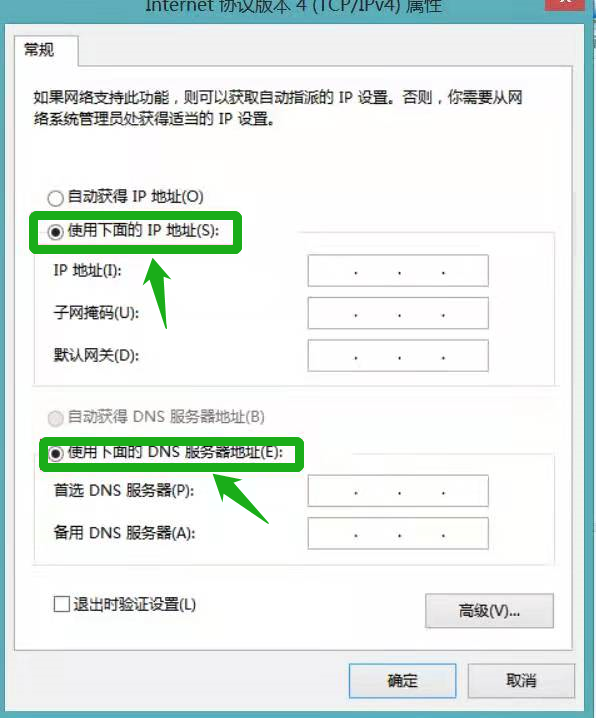 Internet 协议版本 4 (TCP/IPv4) 属性
常规
如果网络支持此功能，则可以获取自动指派的 IP 设置。否则，你需要从网
络系统管理员处获得适当的 IP 设置。
自动获得 IP 地址(O)
使用下面的 IP 地址(S):
IP 地址(I):
子网掩码(U):
默认网关(D):
自动获得 DNS 服务器地址(B)
使用下面的 DNS 服务器地址(E):
首选 DNS 服务器(P):
备用 DNS 服务器(A):
退出时验证设置(L)
高级(V)...
确定
取消